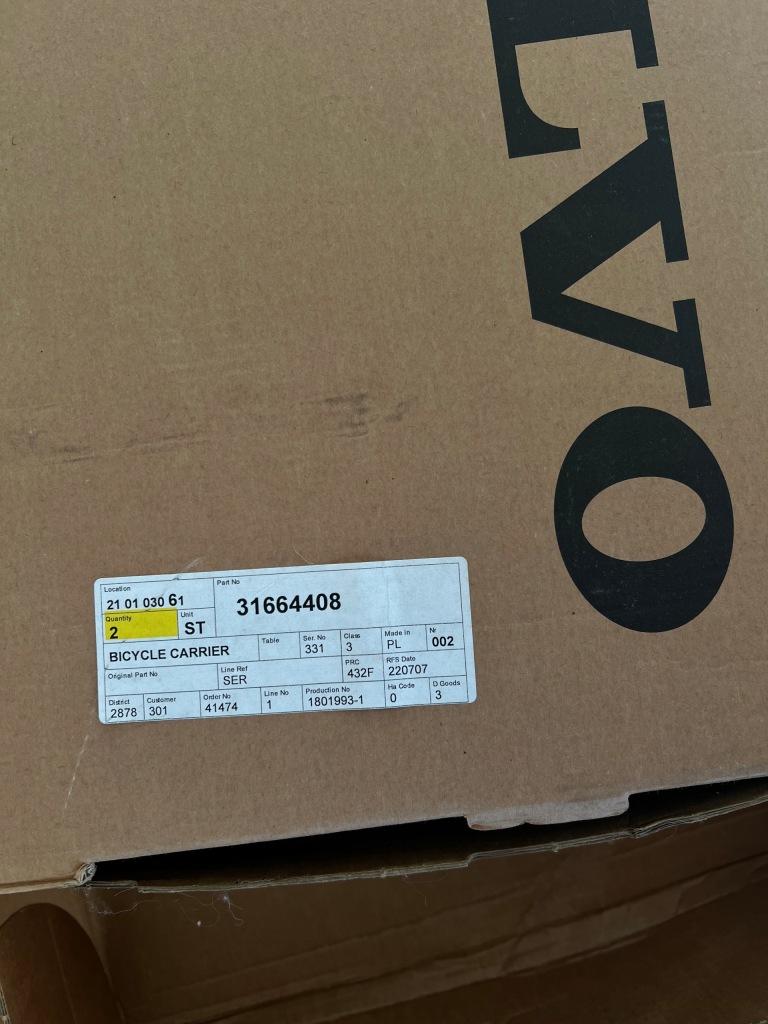 LVO
Location Part No
21 01 030 61 31664408
Quantity Unit
2 ST
BICYCLE CARRIER Table Ser. No 331 Class 3 Made in PL Nr 002
Original Part No Line Ref SER PRC 432F RFS Date 220707
District Customer Order No Line No Production No Ha Code D Goods
2878 301 41474 1 1801993-1 0 3